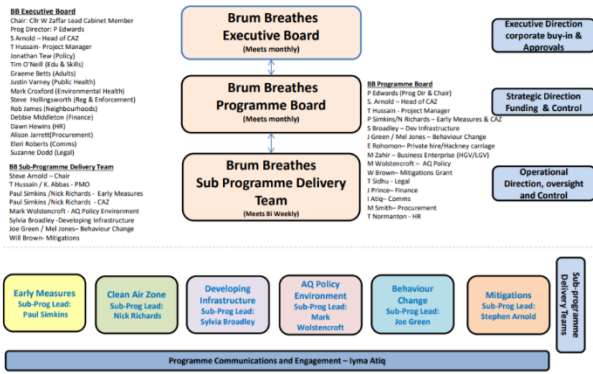 BB Executive Board
Chair: Cllr W Zaffar Lead Cabinet Member
Prog Director: P Edwards
S Arnold – Head of CAZ
T Hussain - Project Manager
Jonathan Tew (Policy)
Tim O'Neill (Edu & Skills)
Graeme Betts (Adults)
Justin Varney (Public Health)
Mark Croxford (Environmental Health)
Steve Hollingsworth (Reg & Enforcement)
Rob James (Neighbourhoods)
Debbie Middleton (Finance)
Dawn Hewins (HR)
Alison Jarrett(Procurement)
Eleri Roberts (Comms)
Suzanne Dodd (Legal)
BB Sub-Programme Delivery Team
Steve Arnold – Chair
T Hussain / K. Abbas - PMO
Paul Simkins /Nick Richards - Early Measures
Paul Simkins /Nick Richards - CAZ
Mark Wolstencroft - AQ Policy Environment
Sylvia Broadley -Developing Infrastructure
Joe Green / Mel Jones– Behaviour Change
Will Brown- Mitigations
Brum Breathes
Executive Board
(Meets monthly)
Brum Breathes
Programme Board
(Meets monthly)
Brum Breathes
Sub Programme Delivery
Team
(Meets Bi Weekly)
BB Programme Board
P Edwards (Prog Dir & Chair)
S. Arnold – Head of CAZ
T Hussain - Project Manager
P Simkins/N Richards – Early Measures & CAZ
S Broadley – Dev Infrastructure
J Green / Mel Jones – Behaviour Change
E Rohomon– Private hire/Hackney carriage
M Zahir – Business Enterprise (HGV/LGV)
M Wolstencroft – AQ Policy
W Brown– Mitigations Grant
T Sidhu - Legal
J Prince– Finance
I Atiq– Comms
M Smith– Procurement
T Normanton - HR
Executive Direction
corporate buy-in &
Approvals
Strategic Direction
Funding & Control
Operational
Direction, oversight
and Control
Early Measures
Sub-Prog Lead:
Paul Simkins
Clean Air Zone
Sub-Prog Lead:
Nick Richards
Developing
Infrastructure
Sub-Prog Lead:
Sylvia Broadley
AQ Policy
Environment
Sub-Prog Lead:
Mark
Wolstencroft
Behaviour
Change
Sub-Prog Lead:
Joe Green
Mitigations
Sub-Prog Lead:
Stephen Arnold
Sub-programme
Delivery Teams
Programme Communications and Engagement – Iyma Atiq